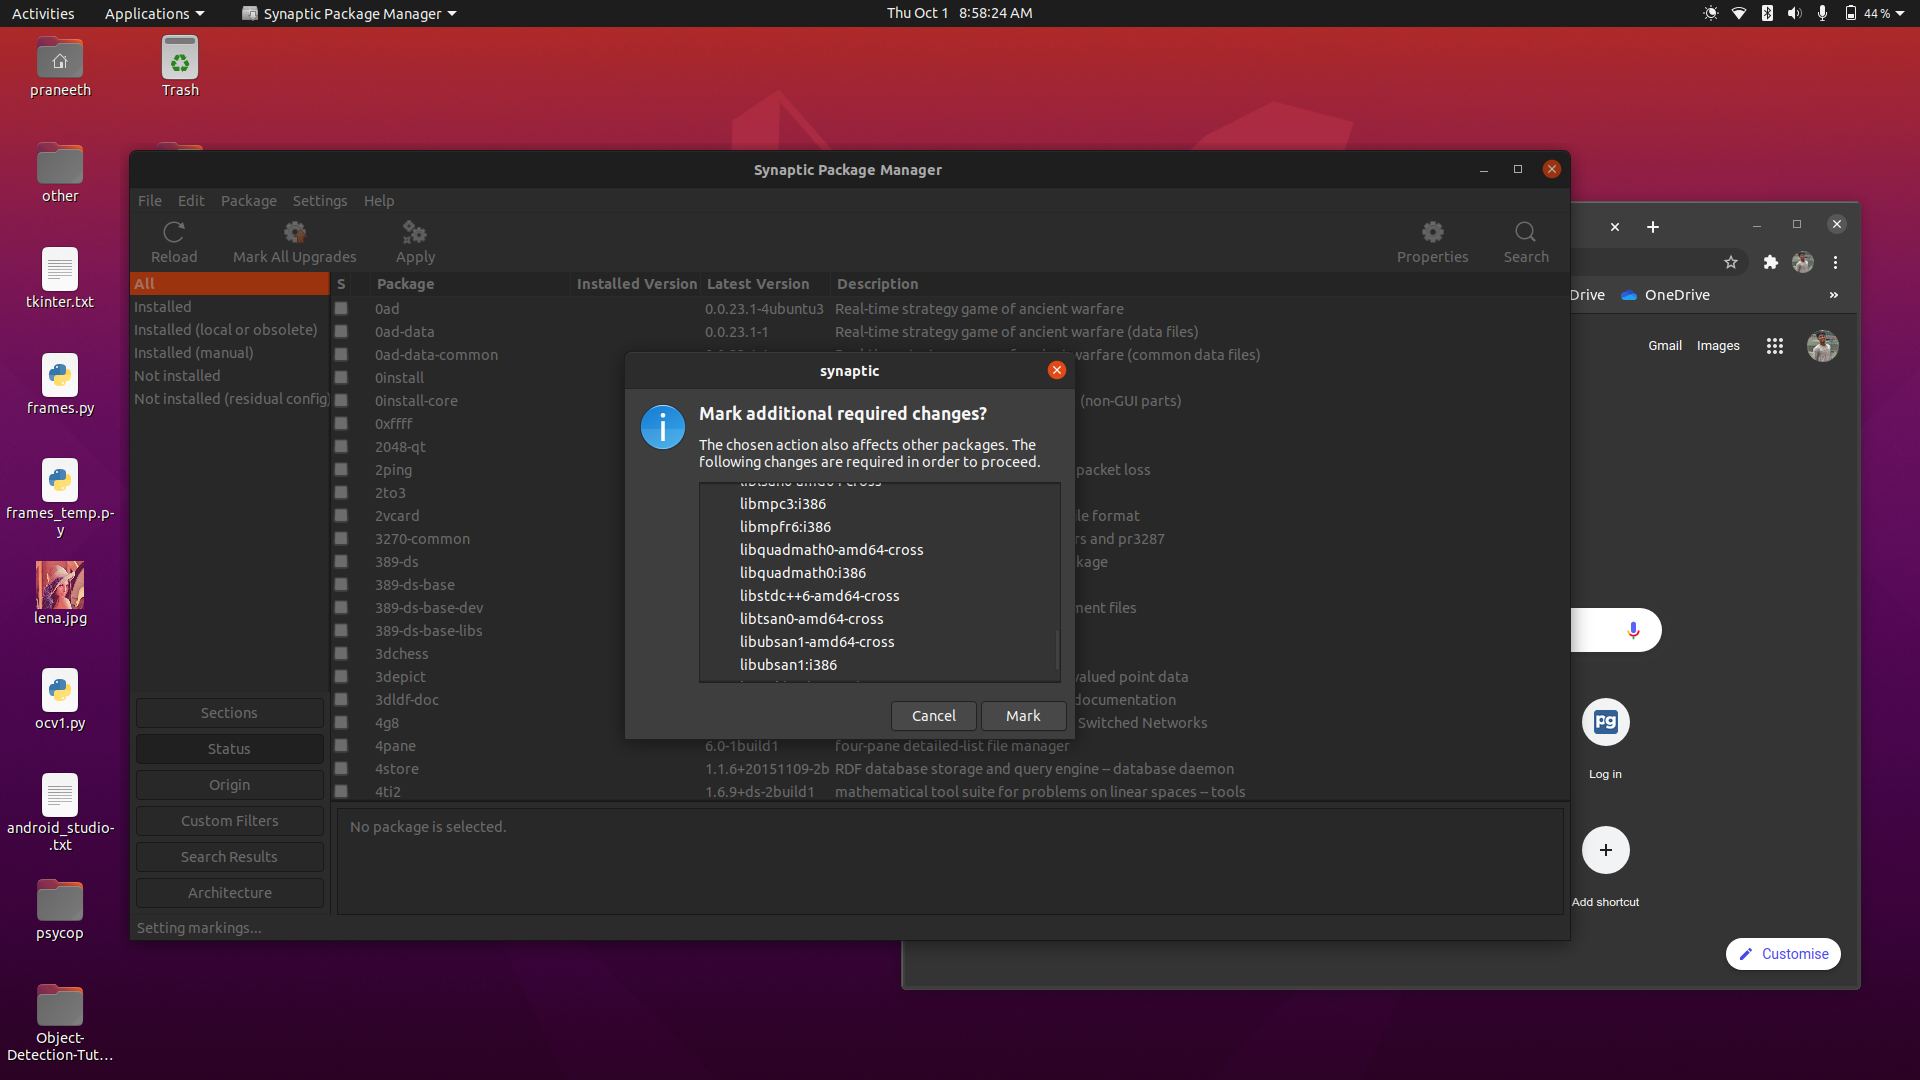 Activities
Applications
Synaptic Package Manager
Thu Oct 1 8:58:24 AM
44 %
praneeth
Trash
other
tkinter.txt
frames.py
frames_temp.p-
y
lena.jpg
ocv1.py
android_studio-
.txt
psycop
Object-
Detection-Tut...
Synaptic Package Manager
File Edit Package Settings Help
Reload
Mark All Upgrades
Apply
Properties
Search
All
Installed
Installed (local or obsolete)
Installed (manual)
Not installed
Not installed (residual config)
Sections
Status
Origin
Custom Filters
Search Results
Architecture
S Package Installed Version Latest Version Description
0ad 0.0.23.1-4ubuntu3 Real-time strategy game of ancient warfare
0ad-data 0.0.23.1-1 Real-time strategy game of ancient warfare (data files)
0ad-data-common of ancient warfare (common data files)
0install
0install-core (non-GUI parts)
0xffff
2048-qt
2ping packet loss
2to3
2vcard le format
3270-common rs and pr3287
389-ds kage
389-ds-base
389-ds-base-dev ment files
389-ds-base-libs
3dchess
3depict valued point data
3dldf-doc documentation
4g8 Switched Networks
4pane 6.0-1build1 four-pane detailed-list file manager
4store 1.1.6+20151109-2b RDF database storage and query engine – database daemon
4ti2 1.6.9+ds-2build1 mathematical tool suite for problems on linear spaces – tools
No package is selected.
Setting markings...
synaptic
Mark additional required changes?
The chosen action also affects other packages. The
following changes are required in order to proceed.
libmpc3:i386
libmpfr6:i386
libquadmath0-amd64-cross
libquadmath0:i386
libstdc++6-amd64-cross
libtsan0-amd64-cross
libubsan1-amd64-cross
libubsan1:i386
Cancel
Mark
Drive
OneDrive
»
Gmail
Images
pg
Log in
Add shortcut
Customise